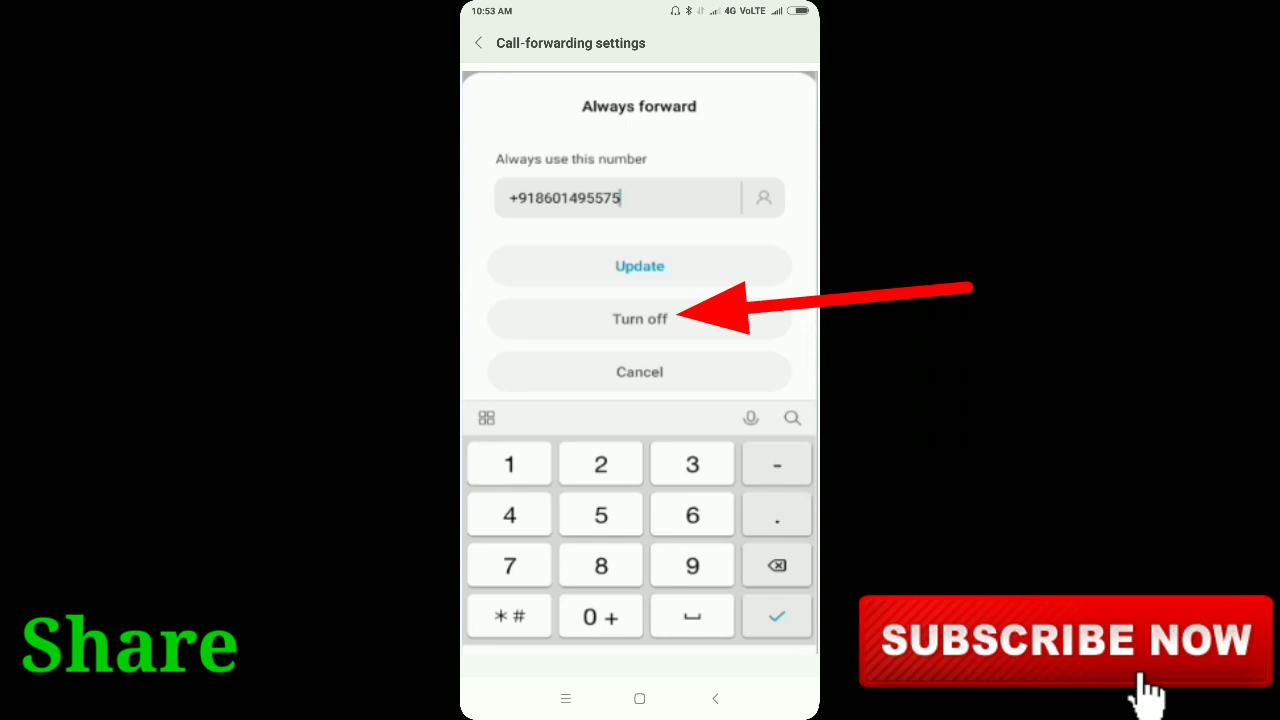 10:53 AM
4G VoLTE
Call-forwarding settings
Always forward
Always use this number
+918601495575
Update
Turn off
Cancel
1 2 3 -
4 5 6 .
7 8 9
* # 0 +
Share
SUBSCRIBE NOW